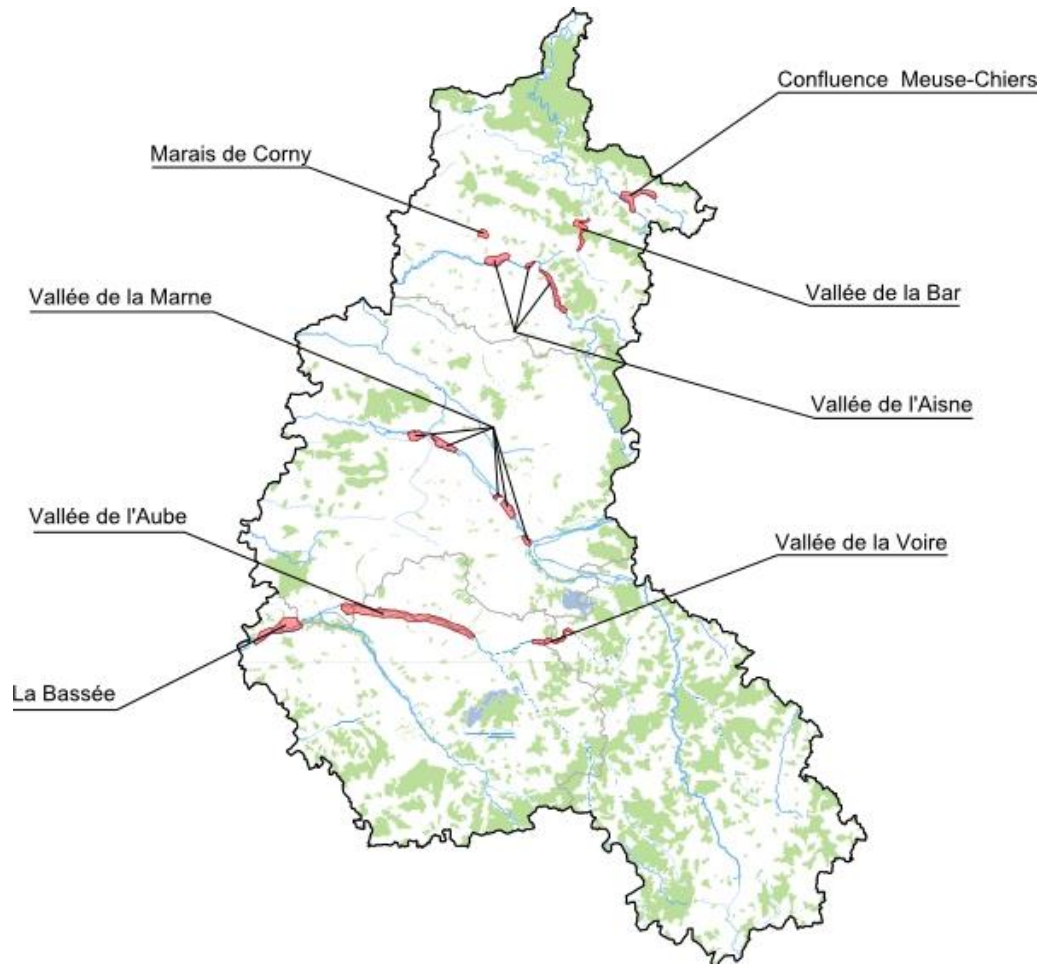 Confluence Meuse-Chiers
Marais de Corny
Vallée de la Marne
Vallée de la Bar
Vallée de l'Aisne
Vallée de l'Aube
Vallée de la Voire
La Bassée